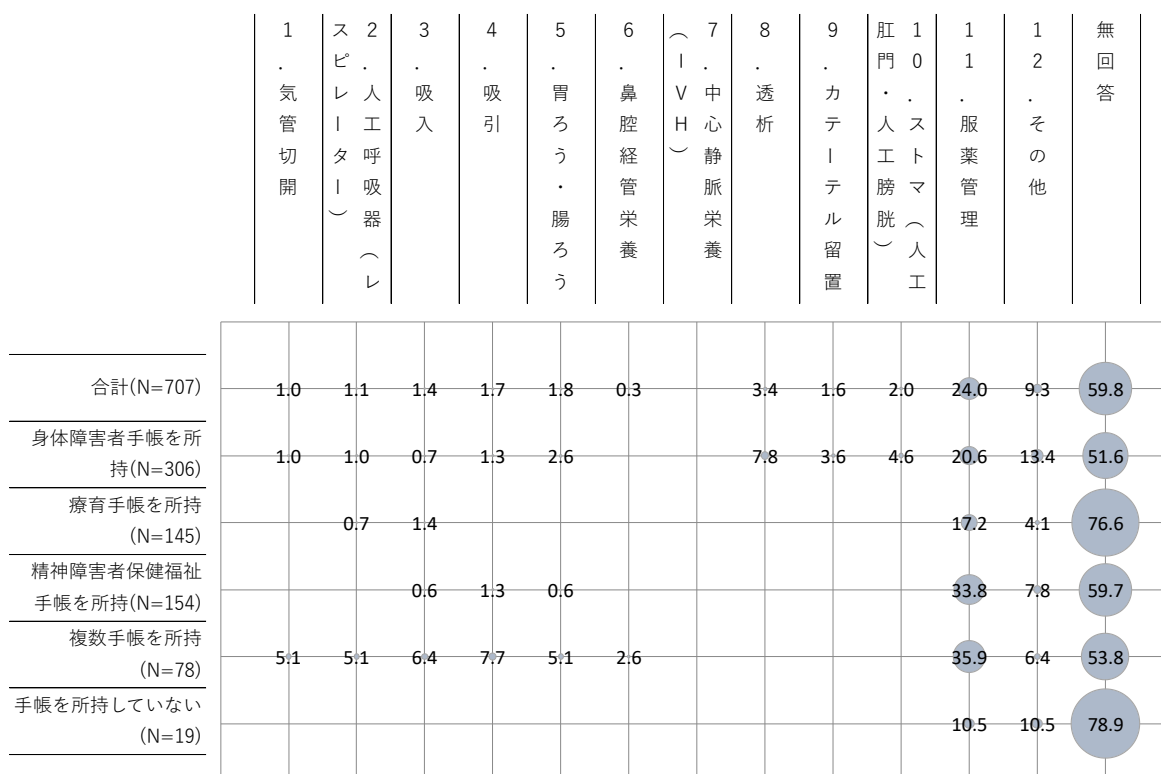 1.気管切開
2.人工呼吸器(レ
スピレーター)
3.吸入
4.吸引
5.胃ろう・腸ろう
6.鼻腔経管栄養
7.中心静脈栄養
(IVH)
8.透析
9.カテーテル留置
10.ストマ(人工
肛門・人工膀胱)
11.服薬管理
12.その他
無回答
合計(N=707)
1.0 1.1 1.4 1.7 1.8 0.3 3.4 1.6 2.0 24.0 9.3 59.8
身体障害者手帳を所
持(N=306)
1.0 1.0 0.7 1.3 2.6 7.8 3.6 4.6 20.6 13.4 51.6
療育手帳を所持
(N=145)
0.7 1.4 17.2 4.1 76.6
精神障害者保健福祉
手帳を所持(N=154)
0.6 1.3 0.6 33.8 7.8 59.7
複数手帳を所持
(N=78)
5.1 5.1 6.4 7.7 5.1 2.6 35.9 6.4 53.8
手帳を所持していない
(N=19)
10.5 10.5 78.9